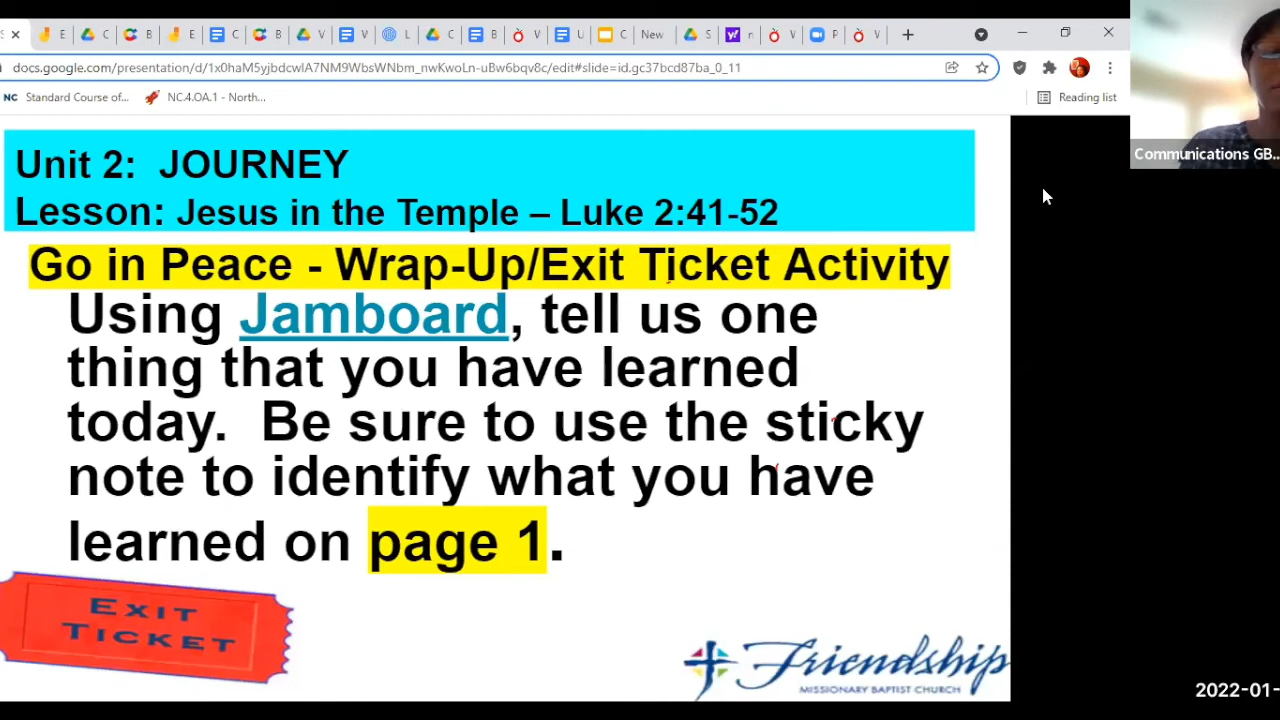 E C B E C B V V L C B V U C New S n V P V
docs.google.com/presentation/d/1x0haM5yjbdcwIA7NM9WbsWNbm_nwKwoLn-uBw6bqv8c/edit#slide=id.gc37bcd87ba_0_11
NC Standard Course of... NC.4.OA.1 - North... Reading list
Communications GB...
Unit 2: JOURNEY
Lesson: Jesus in the Temple – Luke 2:41-52
Go in Peace - Wrap-Up/Exit Ticket Activity
Using Jamboard, tell us one
thing that you have learned
today. Be sure to use the sticky
note to identify what you have
learned on page 1.
EXIT
TICKET
Friendship
MISSIONARY BAPTIST CHURCH
2022-01-